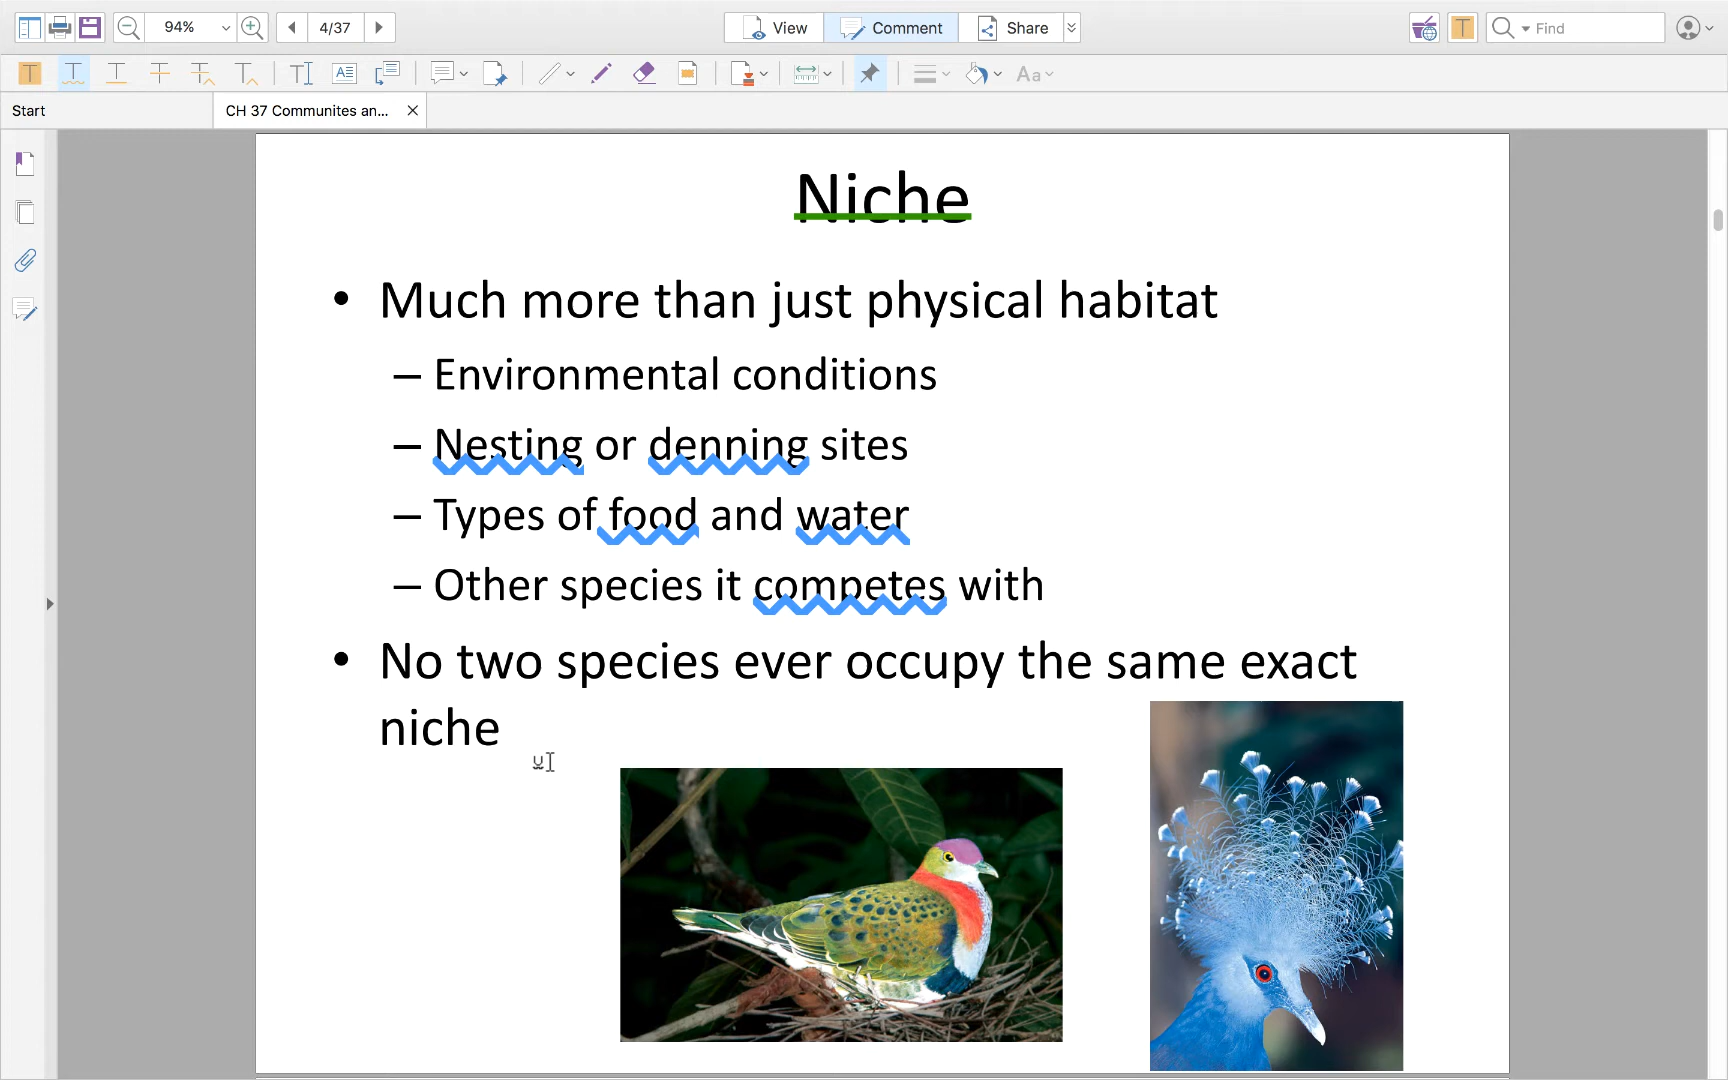 94%
4/37
View
Comment
Share
Find
Start
CH 37 Communites an...
Niche
• Much more than just physical habitat
– Environmental conditions
– Nesting or denning sites
– Types of food and water
– Other species it competes with
• No two species ever occupy the same exact
niche